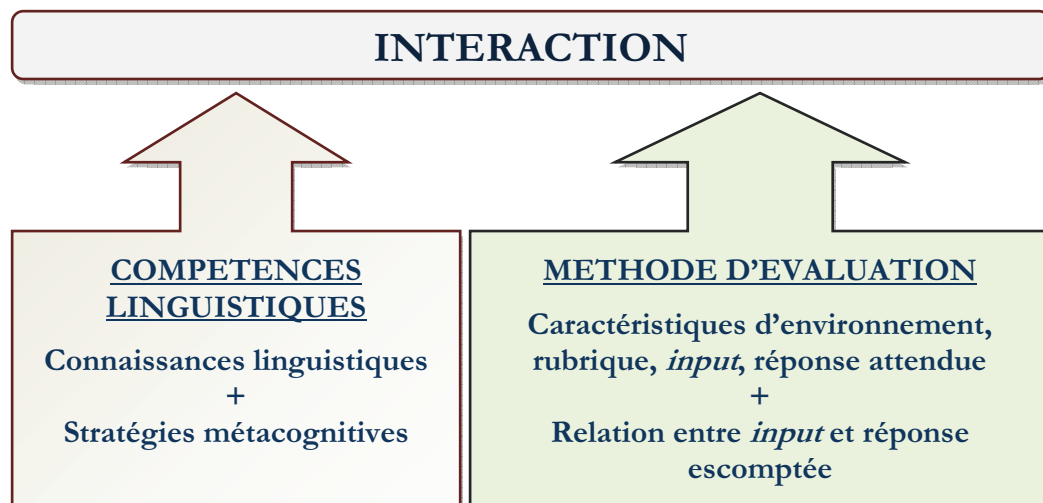 INTERACTION
COMPETENCES
LINGUISTIQUES
Connaissances linguistiques
+
Stratégies métacognitives
METHODE D’EVALUATION
Caractéristiques d’environnement,
rubrique, input, réponse attendue
+
Relation entre input et réponse
escomptée